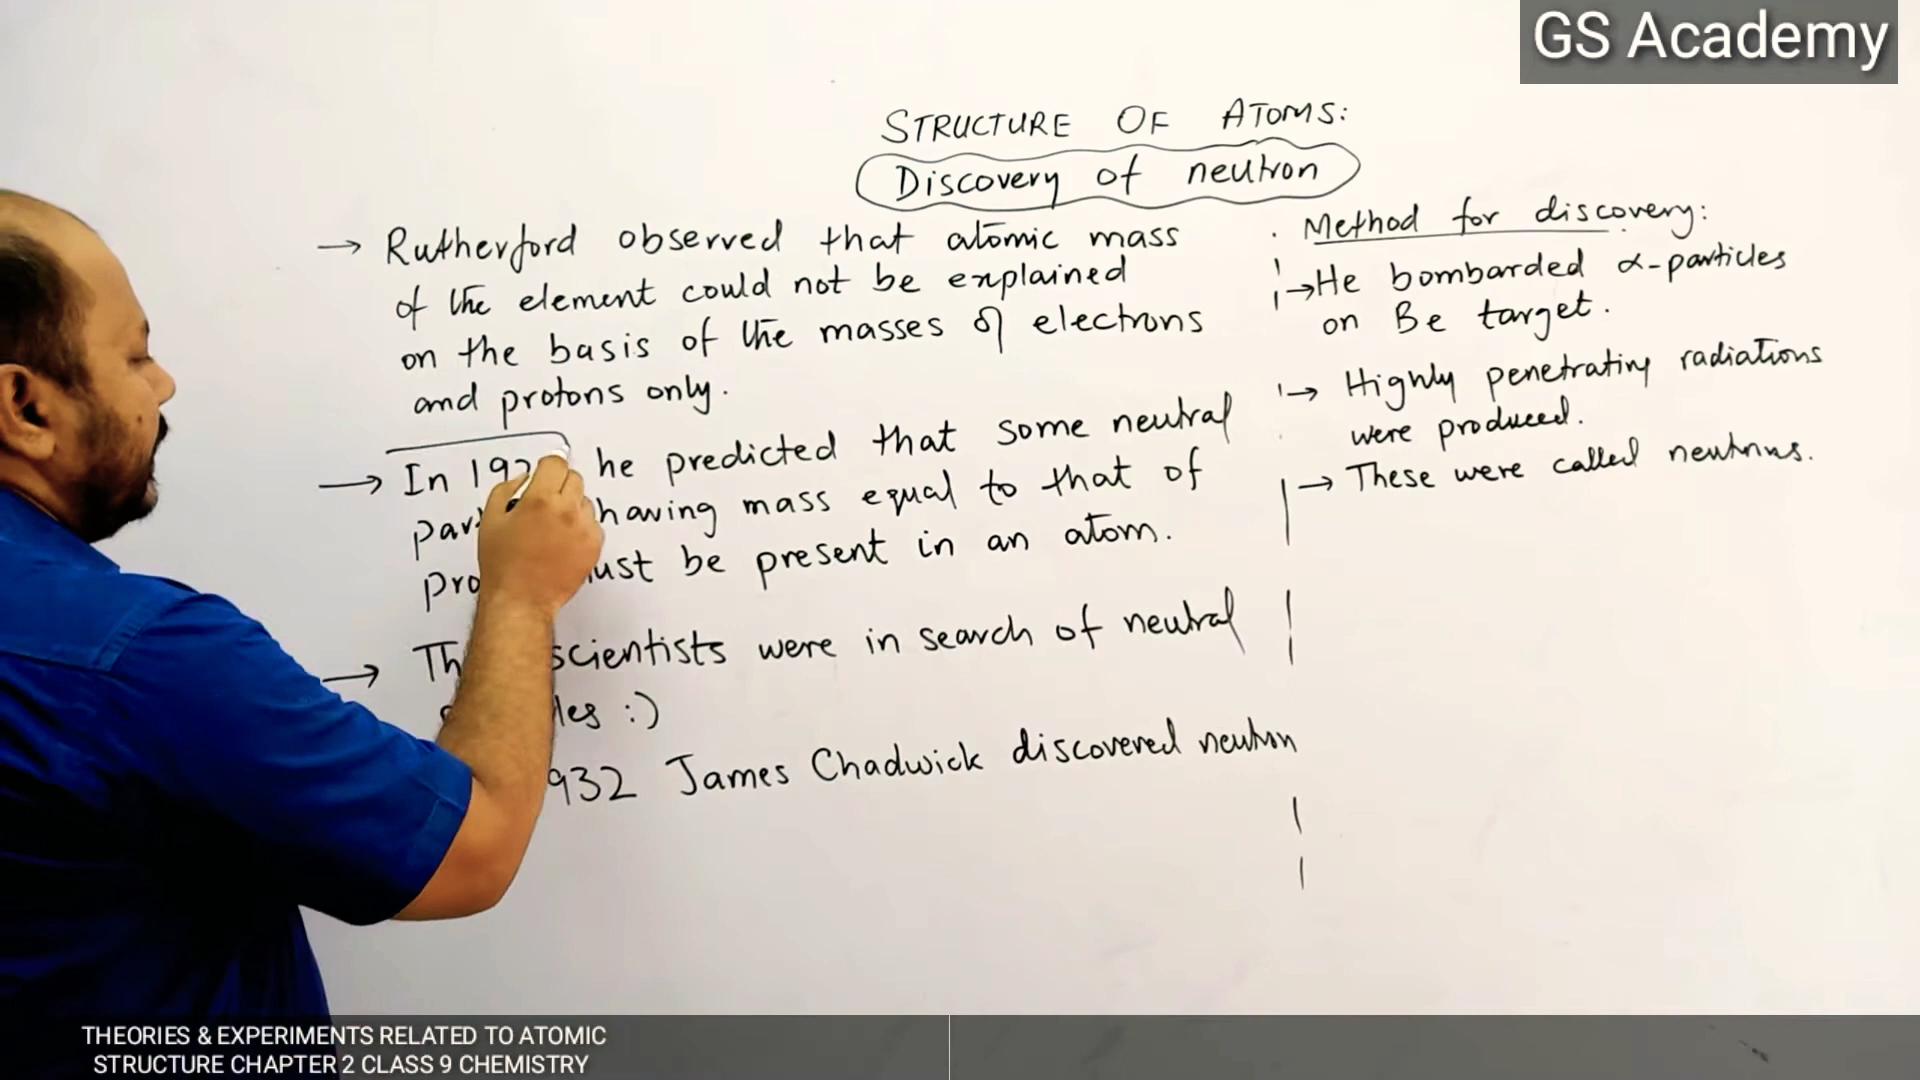 GS Academy
STRUCTURE OF ATOMS:
Discovery of neutron
→ Rutherford observed that atomic mass
of the element could not be explained
on the basis of the masses of electrons
and protons only.
→ In he predicted that some neutral
having mass equal to that of
be present in an atom.
→ scientists were in search of neutral
:)
James Chadwick discovered neutron
Method for discovery:
→ He bombarded α-particles
on Be target.
→ Highly penetrating radiations
were produced.
→ These were called neutrons.
THEORIES & EXPERIMENTS RELATED TO ATOMIC
STRUCTURE CHAPTER 2 CLASS 9 CHEMISTRY